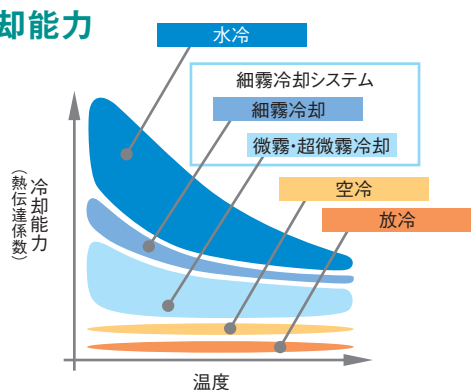 却能力
水冷
細霧冷却システム
細霧冷却
微霧・超微霧冷却
空冷
放冷
冷却能力
（熱伝達係数）
温度